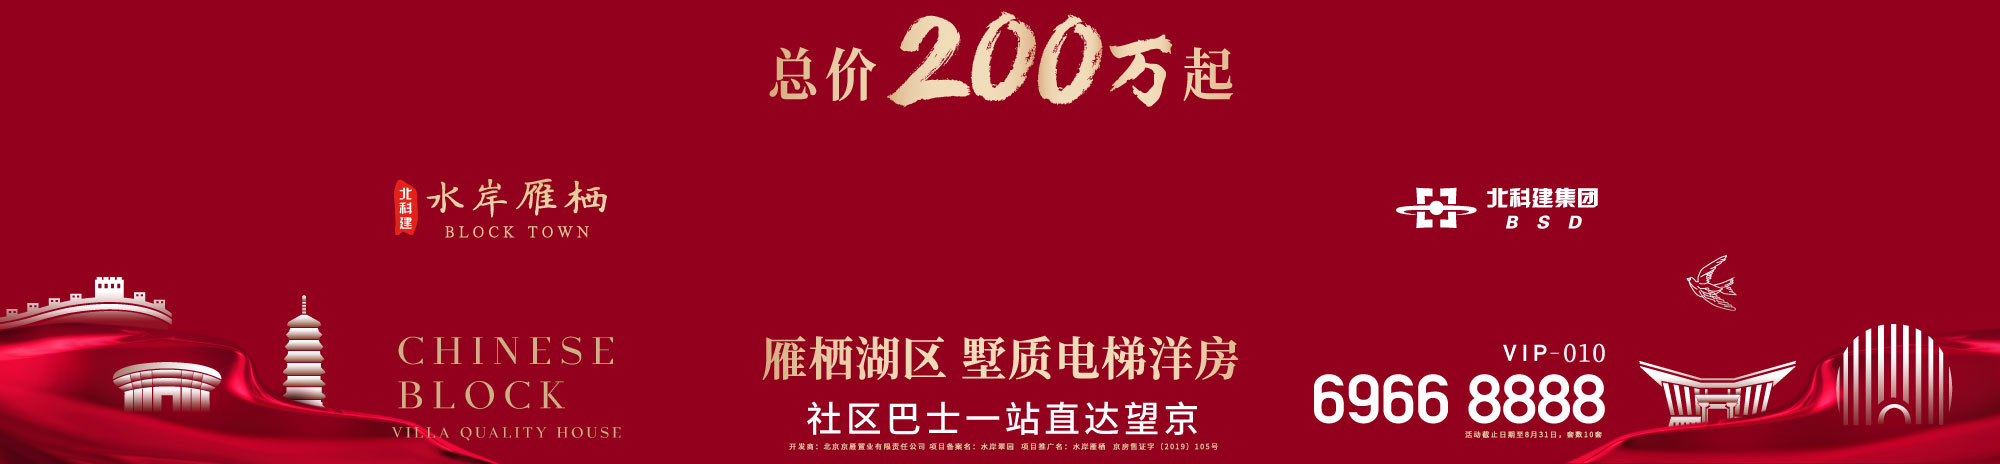 总价200万起
北科建
水岸雁栖
BLOCK TOWN
北科建集团
BSD
CHINESE
BLOCK
VILLA QUALITY HOUSE
雁栖湖区 墅质电梯洋房
社区巴士一站直达望京
开发商：北京京雁置业有限责任公司 项目备案名：水岸翠园 项目推广名：水岸雁栖 京房售证字（2019）105号
VIP-010
6966 8888
活动截止日期至8月31日，套数10套